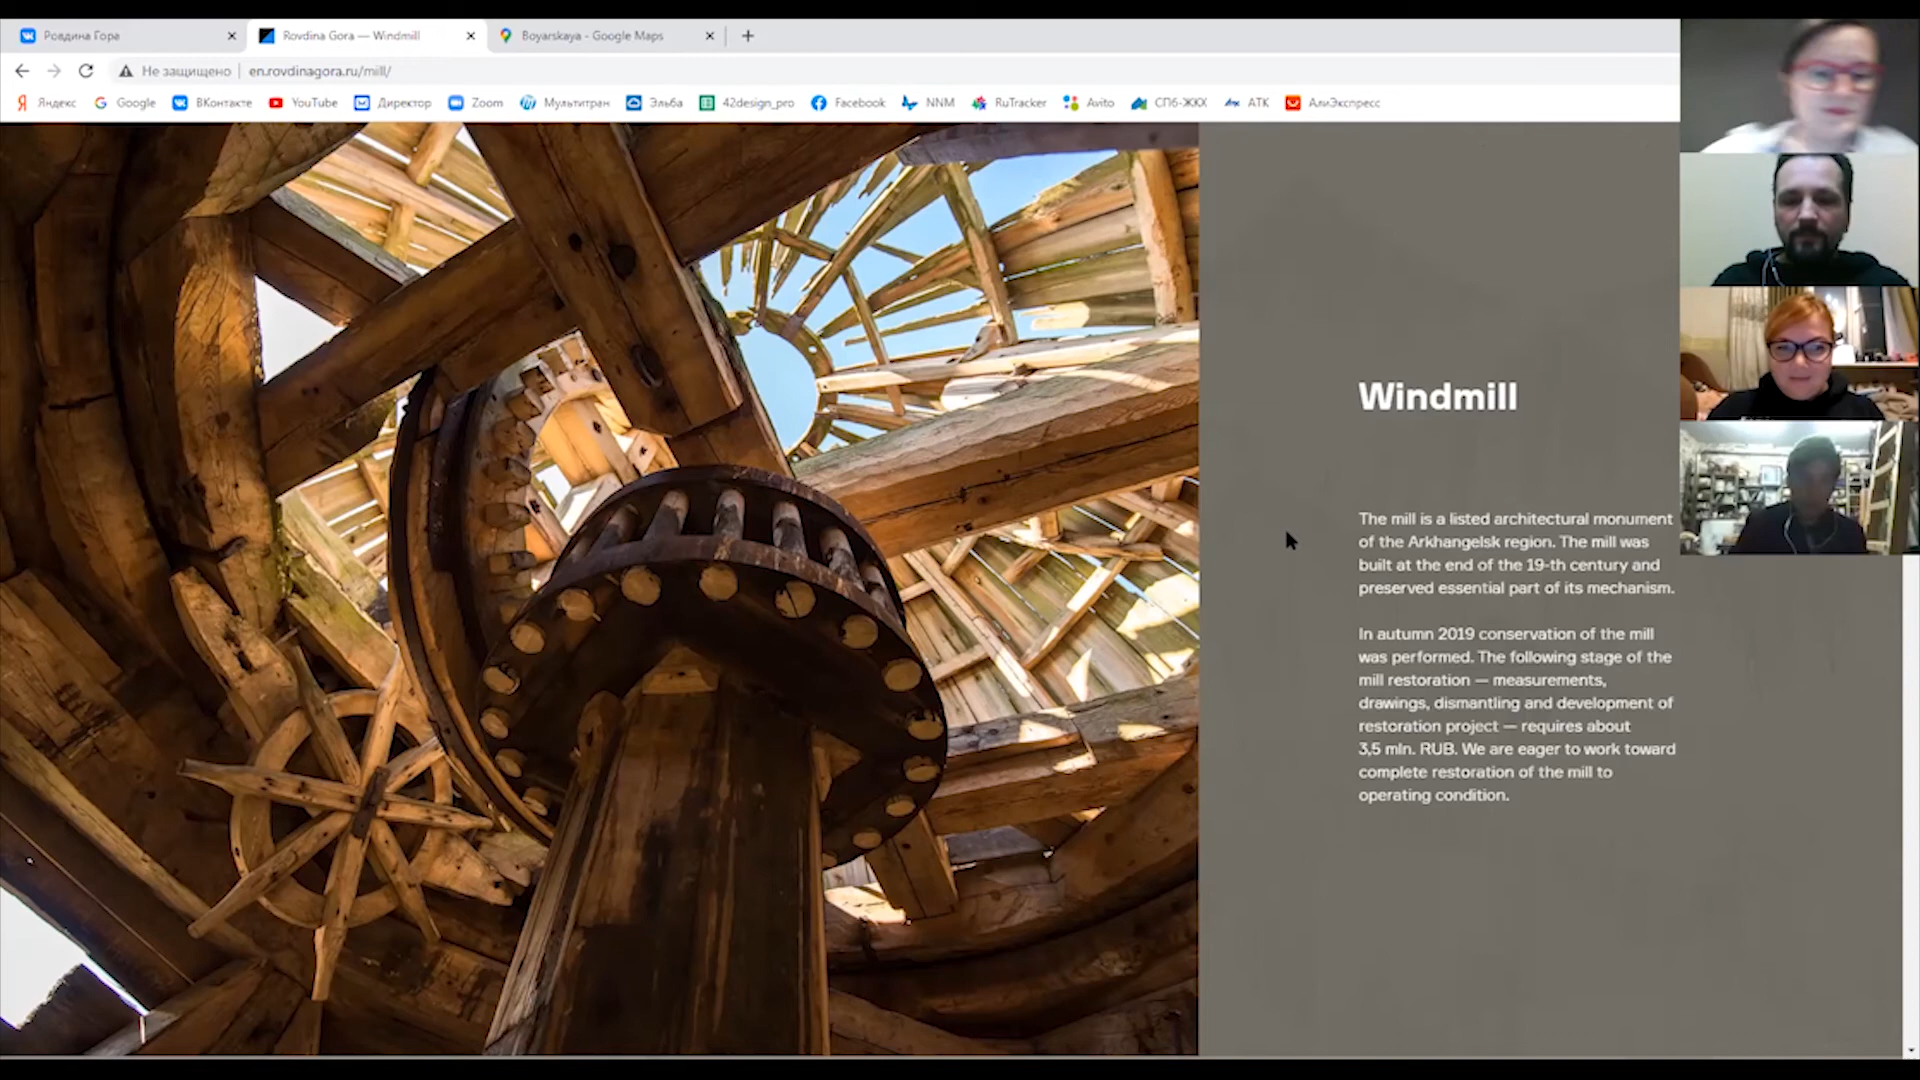 Ровдина Гора
Rovdina Gora — Windmill
Boyarskaya - Google Maps
Не защищено
en.rovdinagora.ru/mill/
Яндекс
Google
ВКонтакте
YouTube
Директор
Zoom
Мультитран
Эльба
42design_pro
Facebook
NNM
RuTracker
Avito
СПб-ЖКХ
АТК
АлиЭкспресс
Windmill
The mill is a listed architectural monument
of the Arkhangelsk region. The mill was
built at the end of the 19-th century and
preserved essential part of its mechanism.
In autumn 2019 conservation of the mill
was performed. The following stage of the
mill restoration — measurements,
drawings, dismantling and development of
restoration project — requires about
3,5 mln. RUB. We are eager to work toward
complete restoration of the mill to
operating condition.